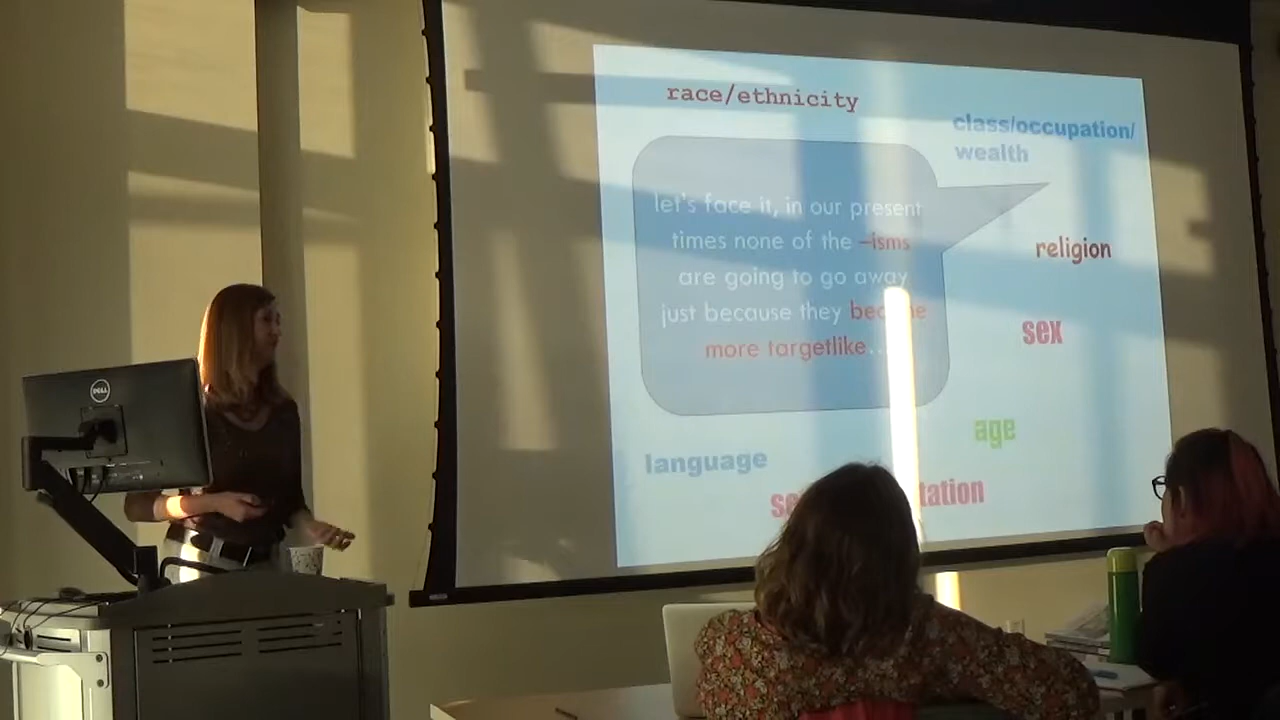 race/ethnicity
class/occupation/
wealth
let's face it, in our present
times none of the –isms
are going to go away
just because they
more targetlike...
religion
sex
age
language
DELL